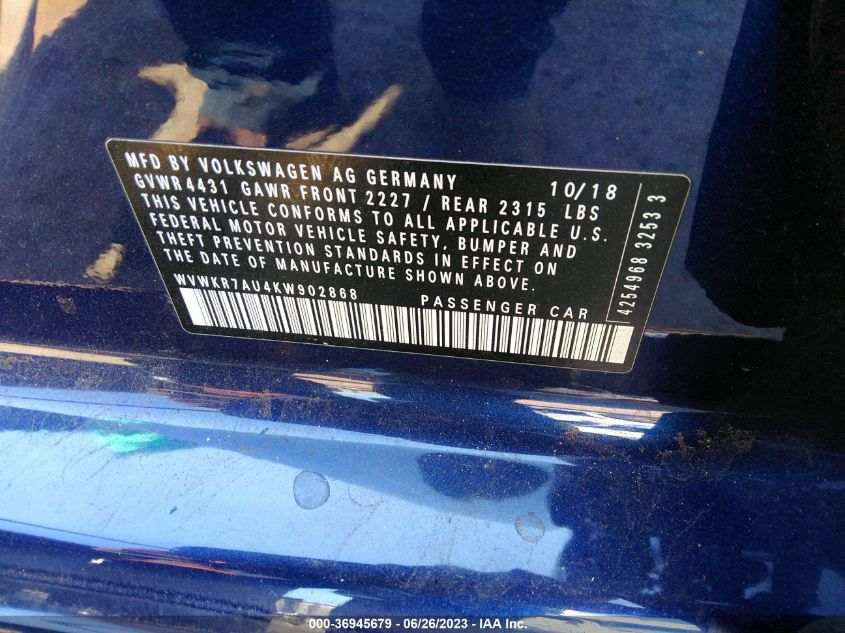 MFD BY VOLKSWAGEN AG GERMANY 10/18
GVWR 4431 GAWR FRONT 2227 / REAR 2315 LBS
THIS VEHICLE CONFORMS TO ALL APPLICABLE U.S.
FEDERAL MOTOR VEHICLE SAFETY, BUMPER AND
THEFT PREVENTION STANDARDS IN EFFECT ON
THE DATE OF MANUFACTURE SHOWN ABOVE.
WVWKR7AU4KW902868 PASSENGER CAR
4254968 3253 3
000-36945679 - 06/26/2023 - IAA Inc.